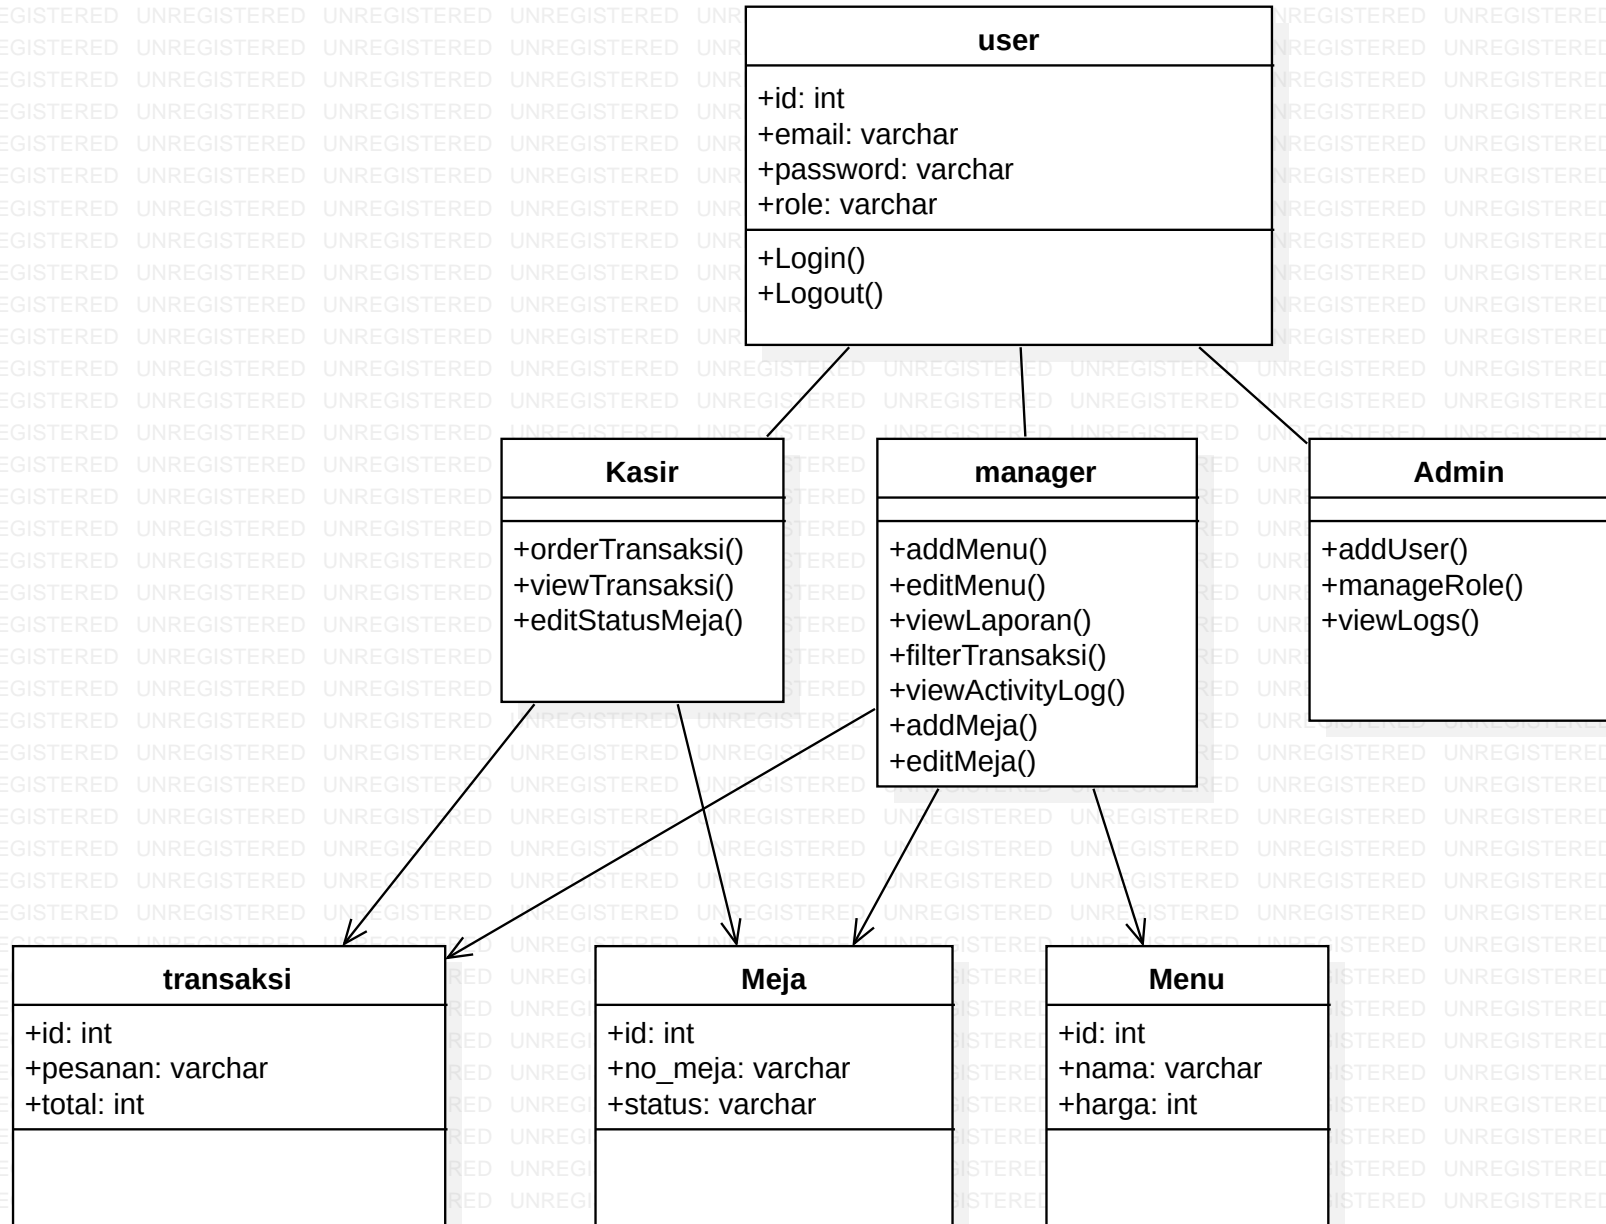 user
+id: int
+email: varchar
+password: varchar
+role: varchar
+Login()
+Logout()
Kasir
+orderTransaksi()
+viewTransaksi()
+editStatusMeja()
manager
+addMenu()
+editMenu()
+viewLaporan()
+filterTransaksi()
+viewActivityLog()
+addMeja()
+editMeja()
Admin
+addUser()
+manageRole()
+viewLogs()
transaksi
+id: int
+pesanan: varchar
+total: int
Meja
+id: int
+no_meja: varchar
+status: varchar
Menu
+id: int
+nama: varchar
+harga: int
UNREGISTERED